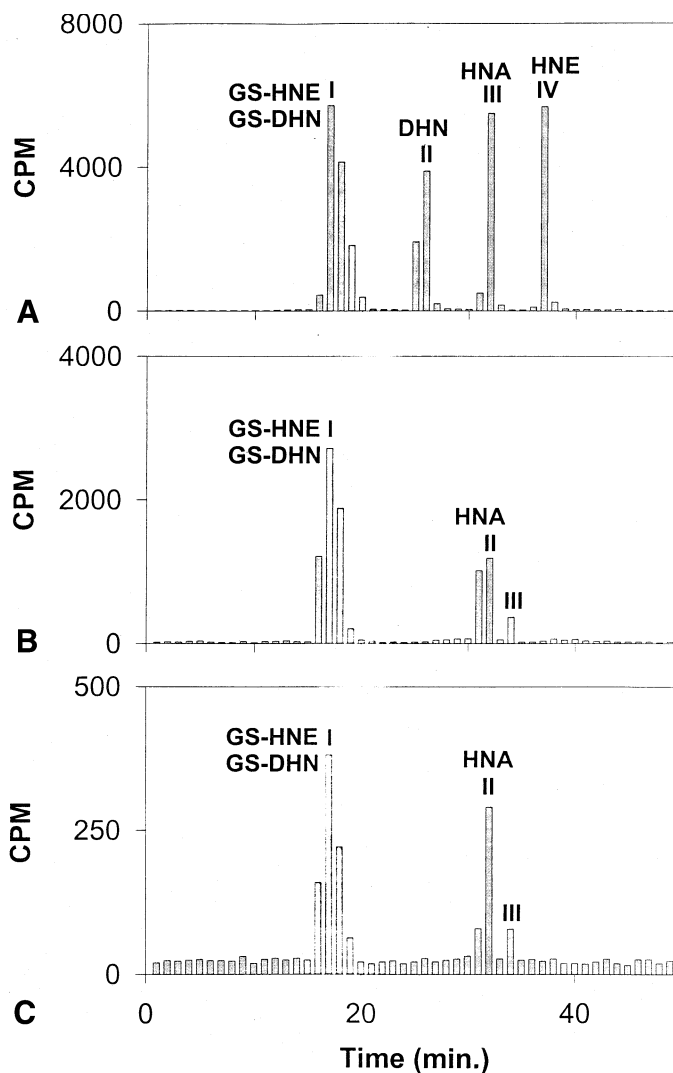 8000
4000
0
CPM
A
GS-HNE I
GS-DHN
DHN
II
HNA
III
HNE
IV
4000
2000
0
CPM
B
GS-HNE I
GS-DHN
HNA
II
III
500
250
0
CPM
C
GS-HNE I
GS-DHN
HNA
II
III
0
20
40
Time (min.)